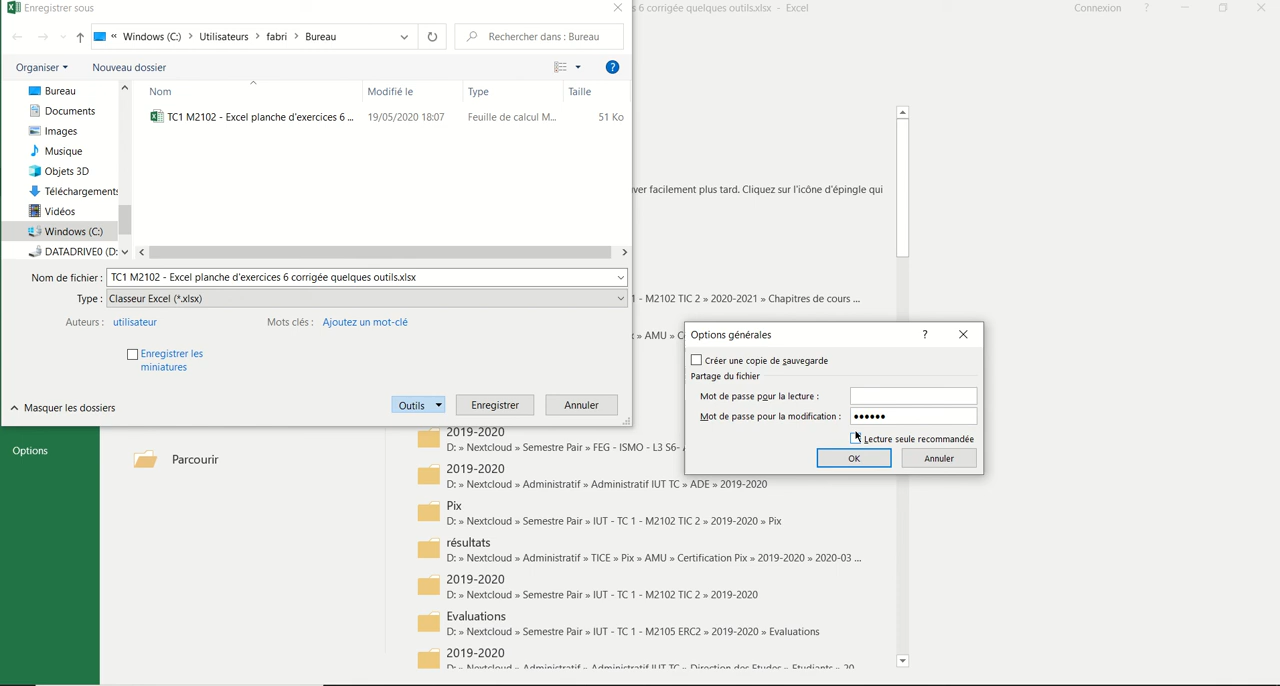 Enregistrer sous
s 6 corrigée quelques outils.xlsx - Excel
Connexion ?
« Windows (C:) > Utilisateurs > fabri > Bureau
Rechercher dans : Bureau
Organiser
Nouveau dossier
?
Bureau
Documents
Images
Musique
Objets 3D
Téléchargements
Vidéos
Windows (C:)
DATADRIVE0 (D:
Nom Modifié le Type Taille
TC1 M2102 - Excel planche d'exercices 6 ... 19/05/2020 18:07 Feuille de calcul M... 51 Ko
Nom de fichier : TC1 M2102 - Excel planche d'exercices 6 corrigée quelques outils.xlsx
Type : Classeur Excel (*.xlsx)
Auteurs : utilisateur
Mots clés : Ajoutez un mot-clé
Enregistrer les
miniatures
Masquer les dossiers
Outils
Enregistrer
Annuler
ver facilement plus tard. Cliquez sur l'icône d'épingle qui
1 - M2102 TIC 2 » 2020-2021 » Chapitres de cours ...
» AMU » C
Options générales
?
Créer une copie de sauvegarde
Partage du fichier
Mot de passe pour la lecture :
Mot de passe pour la modification : ••••••
Lecture seule recommandée
OK
Annuler
Options
Parcourir
2019-2020
D: » Nextcloud » Semestre Pair » FEG - ISMO - L3 S6-
2019-2020
D: » Nextcloud » Administratif » Administratif IUT TC » ADE » 2019-2020
Pix
D: » Nextcloud » Semestre Pair » IUT - TC 1 - M2102 TIC 2 » 2019-2020 » Pix
résultats
D: » Nextcloud » Administratif » TICE » Pix » AMU » Certification Pix » 2019-2020 » 2020-03 ...
2019-2020
D: » Nextcloud » Semestre Pair » IUT - TC 1 - M2102 TIC 2 » 2019-2020
Evaluations
D: » Nextcloud » Semestre Pair » IUT - TC 1 - M2105 ERC2 » 2019-2020 » Evaluations
2019-2020
D: » Nextcloud » Administratif » Administratif IUT TC » Direction des Etudes » Etudiants » 20